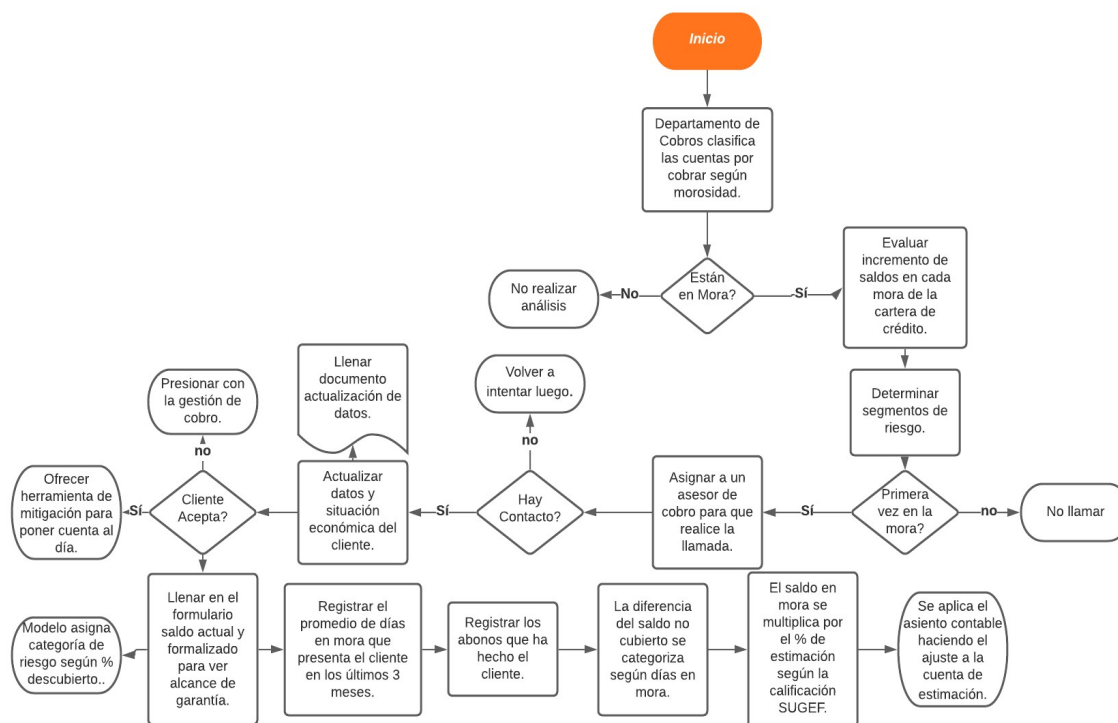 Inicio
Departamento de
Cobros clasifica
las cuentas por
cobrar según
morosidad.
Están
en Mora?
No
No realizar
análisis
Sí
Evaluar
incremento de
saldos en cada
mora de la
cartera de
crédito.
Determinar
segmentos de
riesgo.
Primera
vez en la
mora?
no
No llamar
Sí
Asignar a un
asesor de
cobro para que
realice la
llamada.
Hay
Contacto?
no
Volver a
intentar luego.
Sí
Actualizar
datos y
situación
económica del
cliente.
Llenar
documento
actualización de
datos.
Cliente
Acepta?
no
Presionar con
la gestión de
cobro.
Sí
Ofrecer
herramienta de
mitigación para
poner cuenta al
día.
Llenar en el
formulario
saldo actual y
formalizado
para ver
alcance de
garantía.
Modelo asigna
categoría de
riesgo según %
descubierto..
Registrar el
promedio de días
en mora que
presenta el cliente
en los últimos 3
meses.
Registrar los
abonos que ha
hecho el
cliente.
La diferencia
del saldo no
cubierto se
categoriza
según días en
mora.
El saldo en
mora se
multiplica por
el % de
estimación
según la
calificación
SUGEF.
Se aplica el
asiento contable
haciendo el
ajuste a la
cuenta de
estimación.